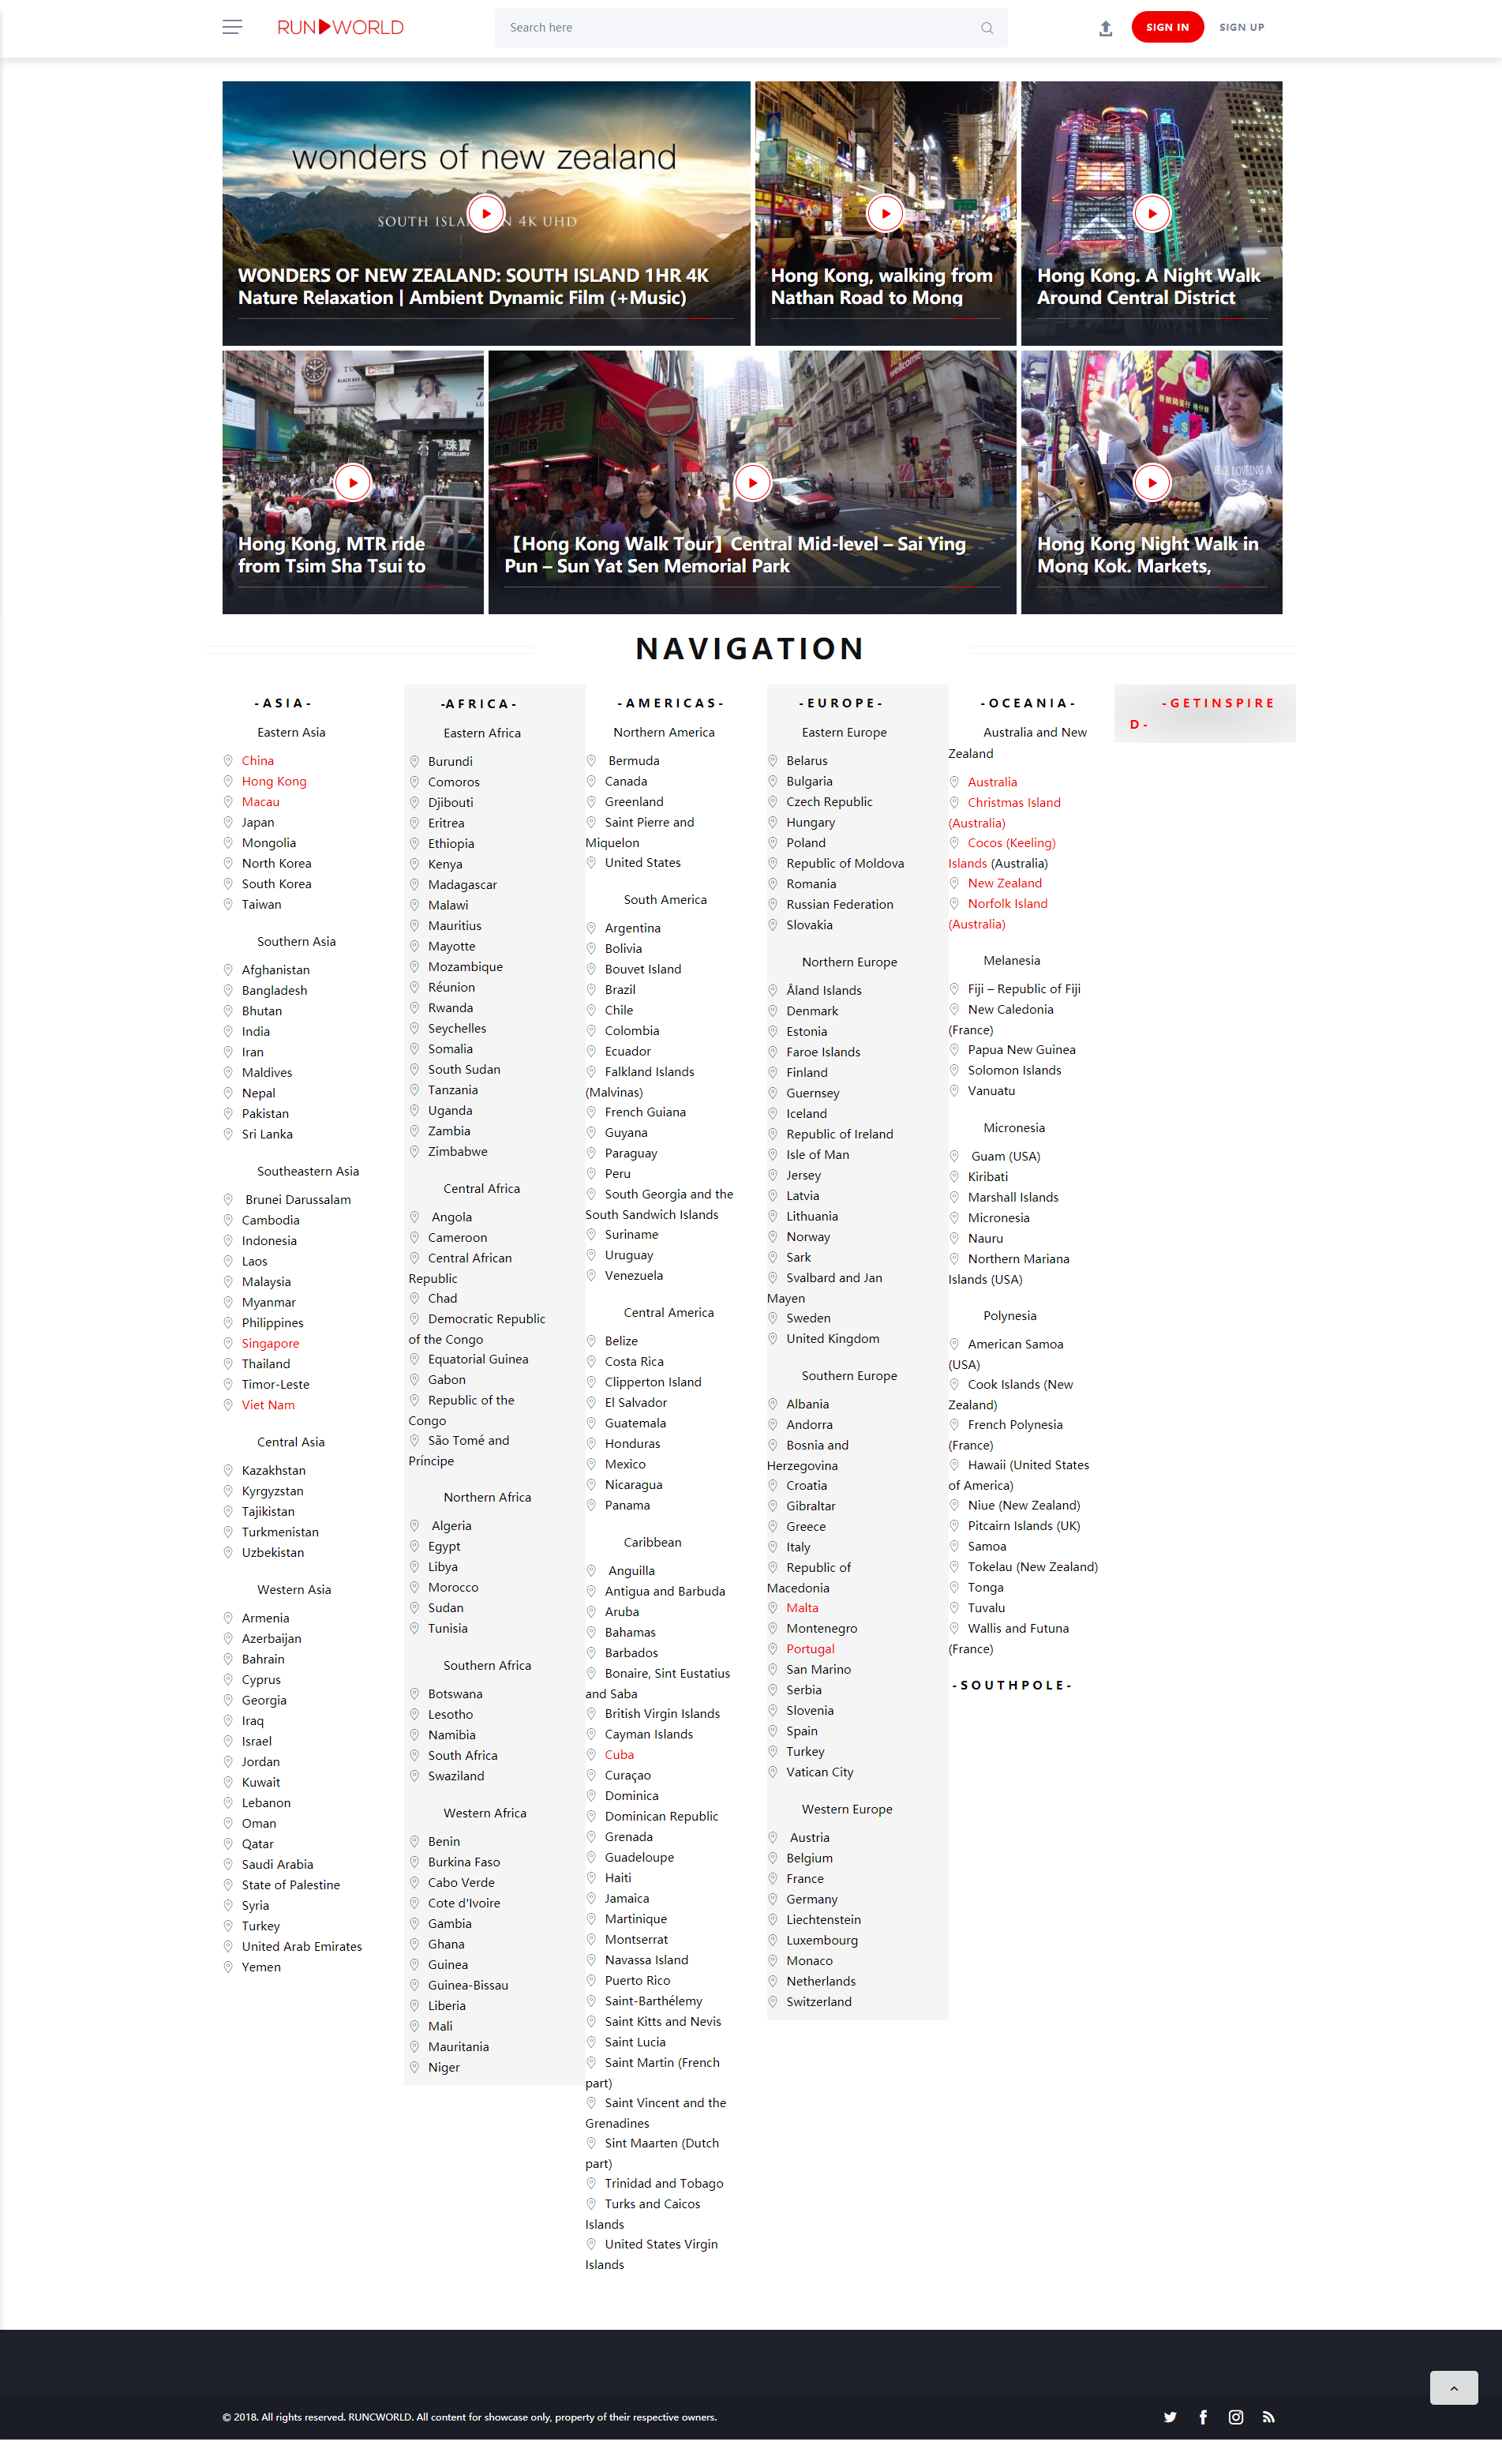 RUN WORLD
Search here
SIGN IN
SIGN UP
wonders of new zealand
SOUTH ISLAN N 4K UHD
WONDERS OF NEW ZEALAND: SOUTH ISLAND 1HR 4K
Nature Relaxation | Ambient Dynamic Film (+Music)
Hong Kong, walking from
Nathan Road to Mong
Hong Kong. A Night Walk
Around Central District
Hong Kong, MTR ride
from Tsim Sha Tsui to
【Hong Kong Walk Tour】Central Mid-level – Sai Ying
Pun – Sun Yat Sen Memorial Park
Hong Kong Night Walk in
Mong Kok. Markets,
NAVIGATION
-ASIA-
Eastern Asia
China
Hong Kong
Macau
Japan
Mongolia
North Korea
South Korea
Taiwan
Southern Asia
Afghanistan
Bangladesh
Bhutan
India
Iran
Maldives
Nepal
Pakistan
Sri Lanka
Southeastern Asia
Brunei Darussalam
Cambodia
Indonesia
Laos
Malaysia
Myanmar
Philippines
Singapore
Thailand
Timor-Leste
Viet Nam
Central Asia
Kazakhstan
Kyrgyzstan
Tajikistan
Turkmenistan
Uzbekistan
Western Asia
Armenia
Azerbaijan
Bahrain
Cyprus
Georgia
Iraq
Israel
Jordan
Kuwait
Lebanon
Oman
Qatar
Saudi Arabia
State of Palestine
Syria
Turkey
United Arab Emirates
Yemen
-AFRICA-
Eastern Africa
Burundi
Comoros
Djibouti
Eritrea
Ethiopia
Kenya
Madagascar
Malawi
Mauritius
Mayotte
Mozambique
Réunion
Rwanda
Seychelles
Somalia
South Sudan
Tanzania
Uganda
Zambia
Zimbabwe
Central Africa
Angola
Cameroon
Central African
Republic
Chad
Democratic Republic
of the Congo
Equatorial Guinea
Gabon
Republic of the
Congo
São Tomé and
Príncipe
Northern Africa
Algeria
Egypt
Libya
Morocco
Sudan
Tunisia
Southern Africa
Botswana
Lesotho
Namibia
South Africa
Swaziland
Western Africa
Benin
Burkina Faso
Cabo Verde
Cote d'Ivoire
Gambia
Ghana
Guinea
Guinea-Bissau
Liberia
Mali
Mauritania
Niger
-AMERICAS-
Northern America
Bermuda
Canada
Greenland
Saint Pierre and
Miquelon
United States
South America
Argentina
Bolivia
Bouvet Island
Brazil
Chile
Colombia
Ecuador
Falkland Islands
(Malvinas)
French Guiana
Guyana
Paraguay
Peru
South Georgia and the
South Sandwich Islands
Suriname
Uruguay
Venezuela
Central America
Belize
Costa Rica
Clipperton Island
El Salvador
Guatemala
Honduras
Mexico
Nicaragua
Panama
Caribbean
Anguilla
Antigua and Barbuda
Aruba
Bahamas
Barbados
Bonaire, Sint Eustatius
and Saba
British Virgin Islands
Cayman Islands
Cuba
Curaçao
Dominica
Dominican Republic
Grenada
Guadeloupe
Haiti
Jamaica
Martinique
Montserrat
Navassa Island
Puerto Rico
Saint-Barthélemy
Saint Kitts and Nevis
Saint Lucia
Saint Martin (French
part)
Saint Vincent and the
Grenadines
Sint Maarten (Dutch
part)
Trinidad and Tobago
Turks and Caicos
Islands
United States Virgin
Islands
-EUROPE-
Eastern Europe
Belarus
Bulgaria
Czech Republic
Hungary
Poland
Republic of Moldova
Romania
Russian Federation
Slovakia
Northern Europe
Åland Islands
Denmark
Estonia
Faroe Islands
Finland
Guernsey
Iceland
Republic of Ireland
Isle of Man
Jersey
Latvia
Lithuania
Norway
Sark
Svalbard and Jan
Mayen
Sweden
United Kingdom
Southern Europe
Albania
Andorra
Bosnia and
Herzegovina
Croatia
Gibraltar
Greece
Italy
Republic of
Macedonia
Malta
Montenegro
Portugal
San Marino
Serbia
Slovenia
Spain
Turkey
Vatican City
Western Europe
Austria
Belgium
France
Germany
Liechtenstein
Luxembourg
Monaco
Netherlands
Switzerland
-OCEANIA-
Australia and New
Zealand
Australia
Christmas Island
(Australia)
Cocos (Keeling)
Islands (Australia)
New Zealand
Norfolk Island
(Australia)
Melanesia
Fiji – Republic of Fiji
New Caledonia
(France)
Papua New Guinea
Solomon Islands
Vanuatu
Micronesia
Guam (USA)
Kiribati
Marshall Islands
Micronesia
Nauru
Northern Mariana
Islands (USA)
Polynesia
American Samoa
(USA)
Cook Islands (New
Zealand)
French Polynesia
(France)
Hawaii (United States
of America)
Niue (New Zealand)
Pitcairn Islands (UK)
Samoa
Tokelau (New Zealand)
Tonga
Tuvalu
Wallis and Futuna
(France)
-SOUTHPOLE-
-GETINSPIRE
D-
© 2018. All rights reserved. RUNCWORLD. All content for showcase only, property of their respective owners.